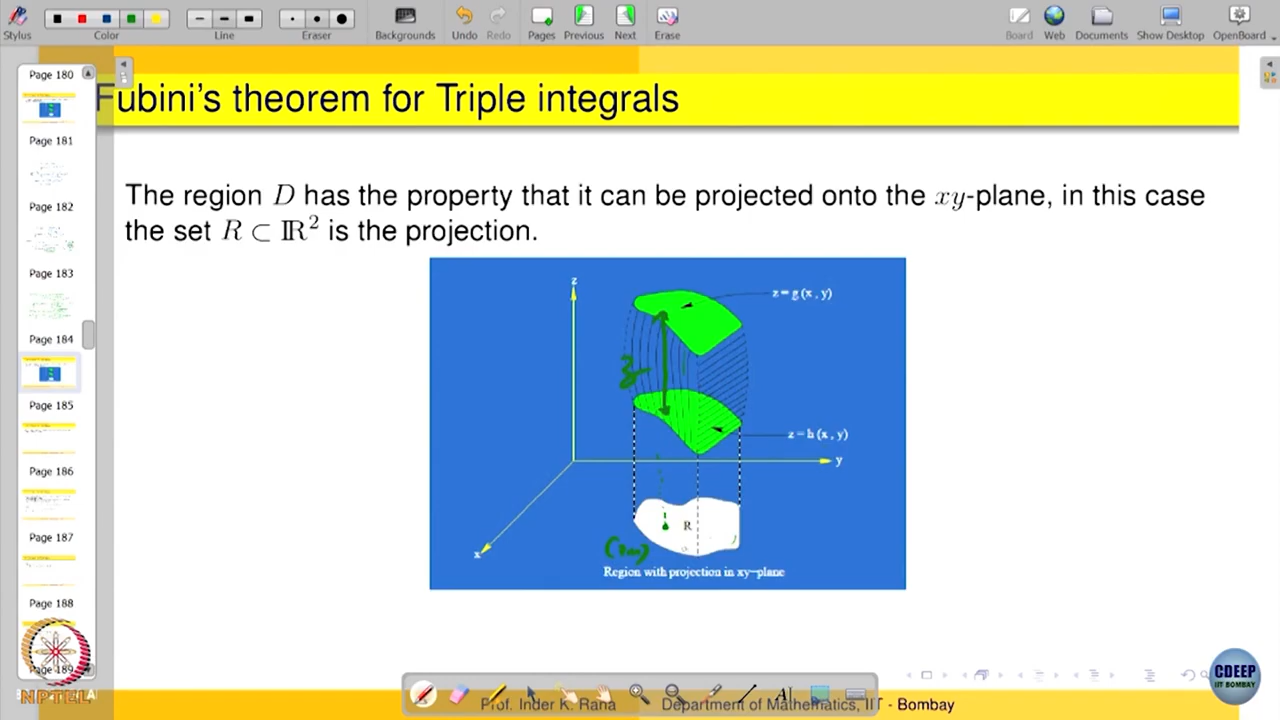 Stylus
Color
Line
Eraser
Backgrounds
Undo
Redo
Pages
Previous
Next
Erase
Board
Web
Documents
Show Desktop
OpenBoard
Page 180
Page 181
Page 182
Page 183
Page 184
Page 185
Page 186
Page 187
Page 188
Page 189
Fubini's theorem for Triple integrals
The region D has the property that it can be projected onto the xy-plane, in this case
the set R ⊂ ℝ² is the projection.
z
z = g (x , y)
z
z = h (x , y)
y
R
x
Region with projection in xy-plane
NPTEL
CDEEP
IIT BOMBAY
Prof. Inder K. Rana
Department of Mathematics, IIT - Bombay